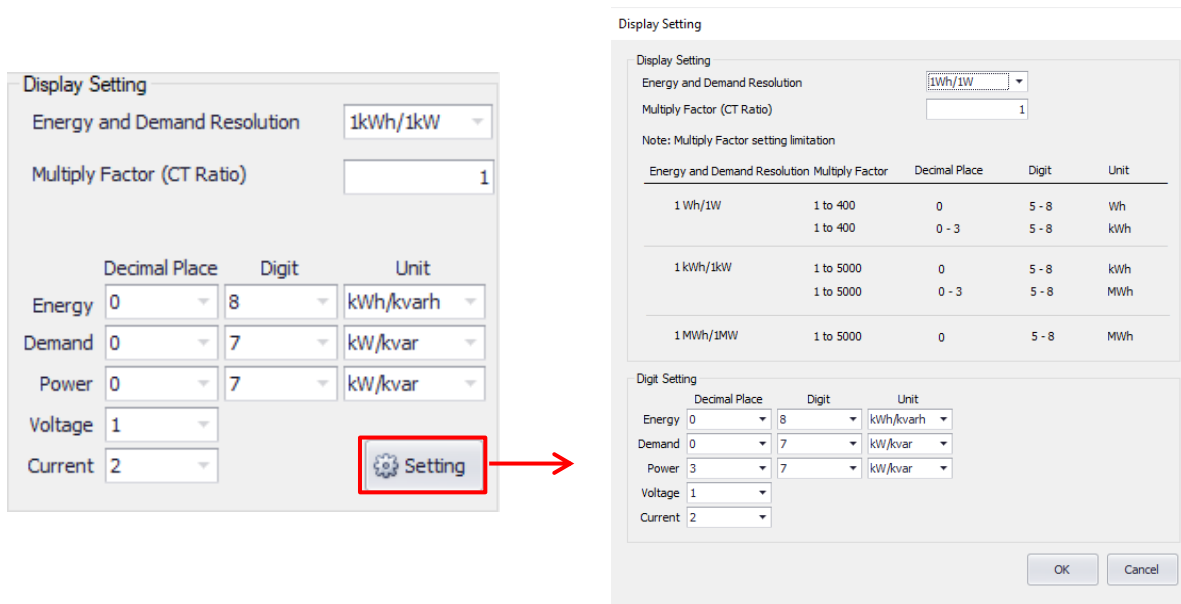 Display Setting
Energy and Demand Resolution 1kWh/1kW
Multiply Factor (CT Ratio) 1
Decimal Place Digit Unit
Energy 0 8 kWh/kvarh
Demand 0 7 kW/kvar
Power 0 7 kW/kvar
Voltage 1
Current 2
Setting
Display Setting
Display Setting
Energy and Demand Resolution 1Wh/1W
Multiply Factor (CT Ratio) 1
Note: Multiply Factor setting limitation
Energy and Demand Resolution Multiply Factor Decimal Place Digit Unit
1 Wh/1W 1 to 400 0 5 - 8 Wh
1 to 400 0 - 3 5 - 8 kWh
1 kWh/1kW 1 to 5000 0 5 - 8 kWh
1 to 5000 0 - 3 5 - 8 MWh
1 MWh/1MW 1 to 5000 0 5 - 8 MWh
Digit Setting
Decimal Place Digit Unit
Energy 0 8 kWh/kvarh
Demand 0 7 kW/kvar
Power 3 7 kW/kvar
Voltage 1
Current 2
OK Cancel